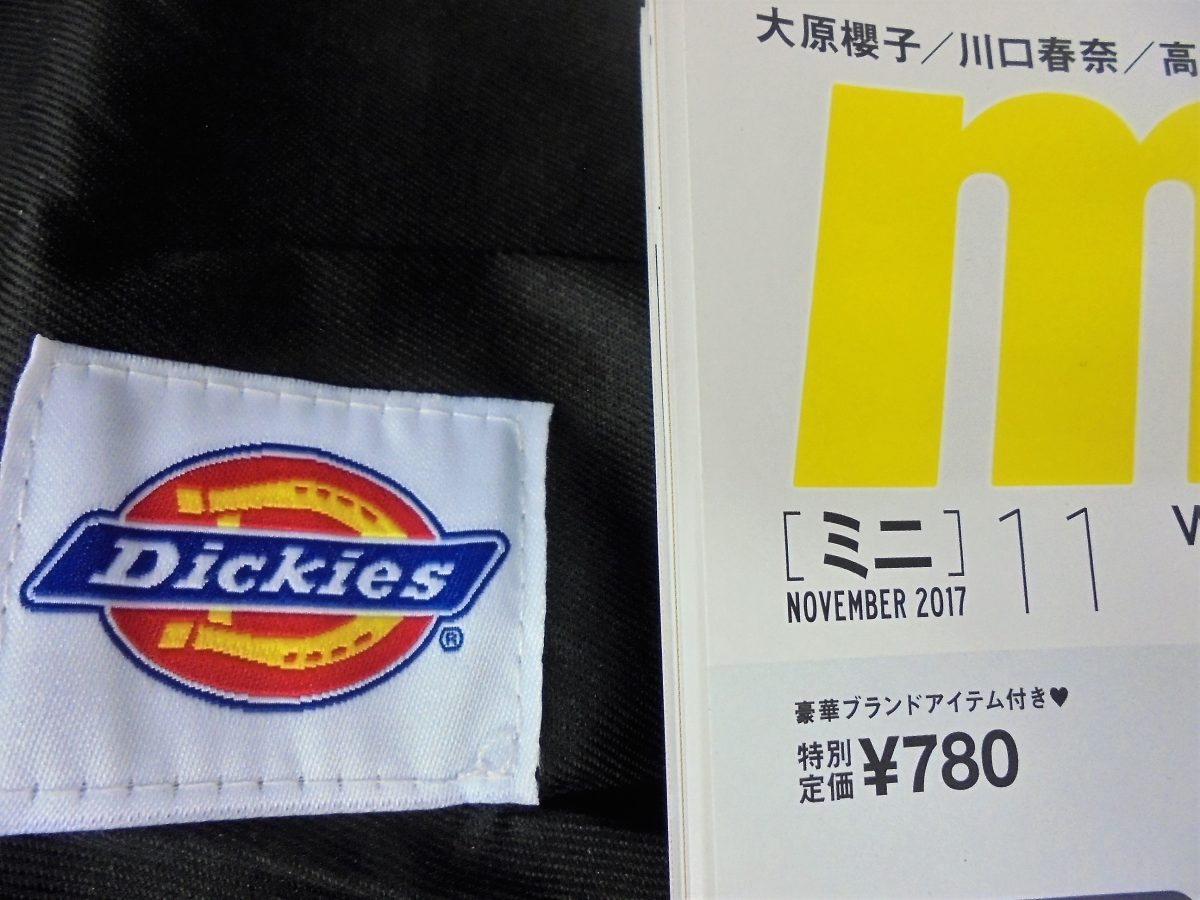 Dickies
®
大原櫻子／川口春奈／高
m
[ミニ] 11
NOVEMBER 2017
豪華ブランドアイテム付き♥
特別
定価 ¥780